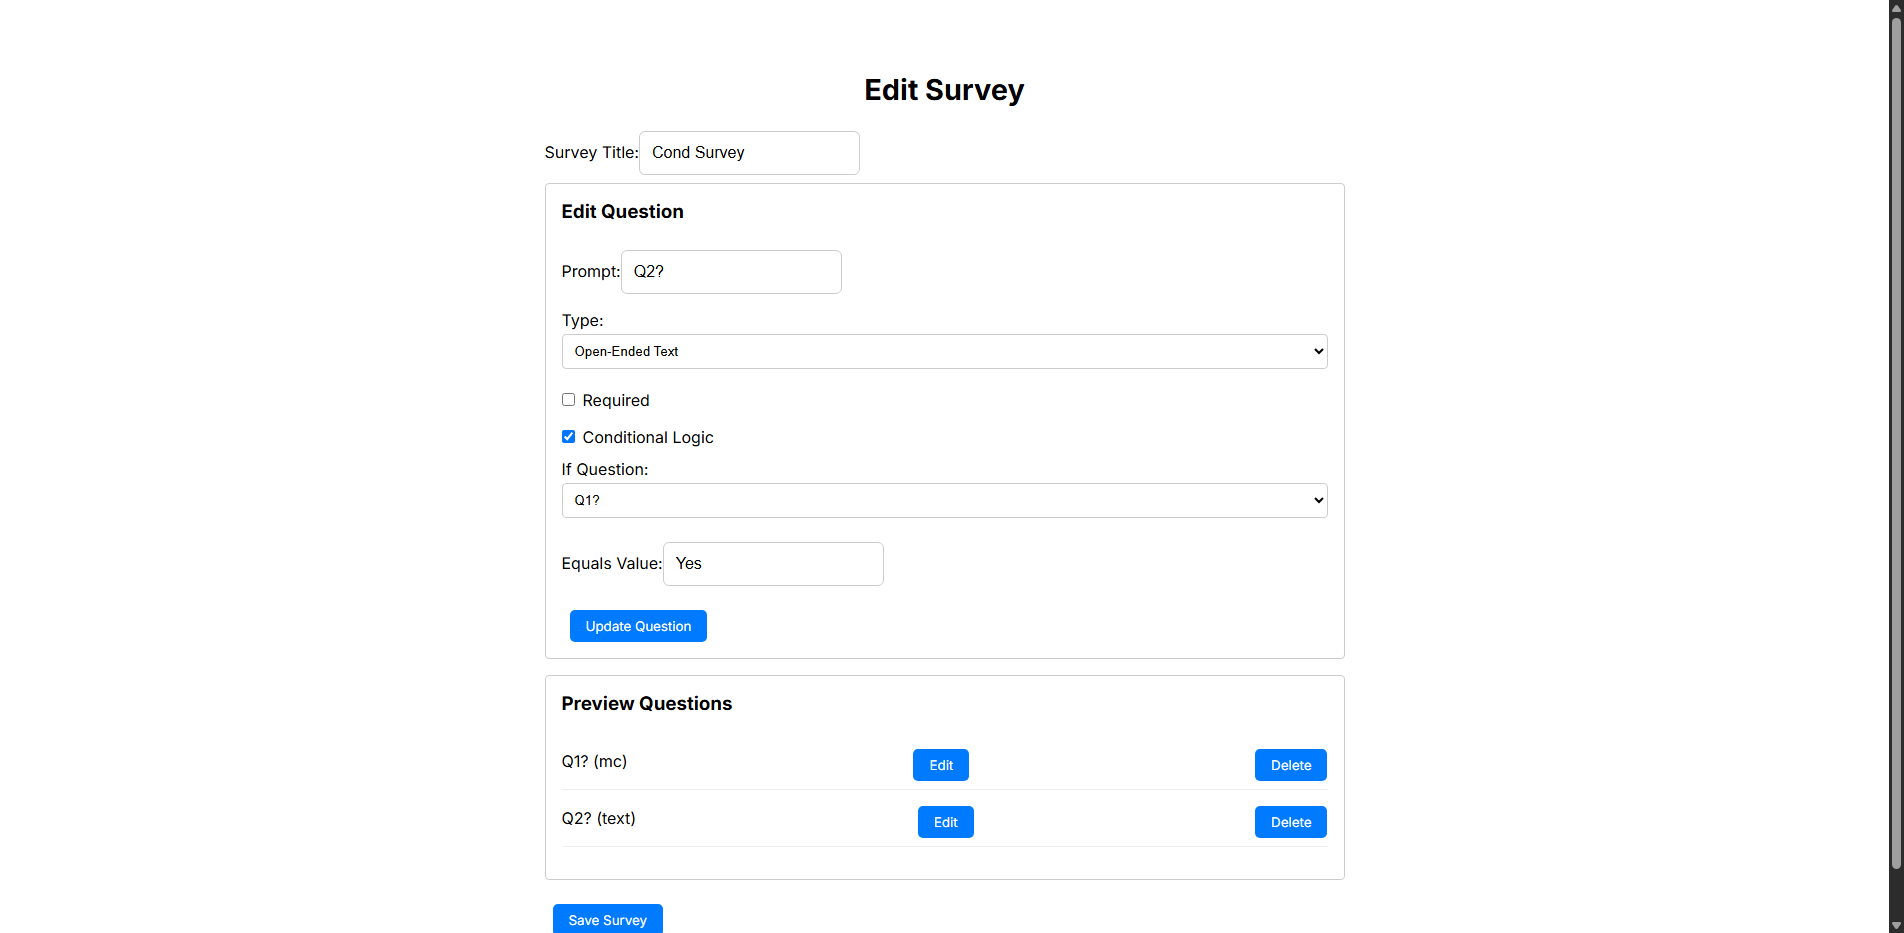 Edit Survey
Survey Title: Cond Survey
Edit Question
Prompt: Q2?
Type:
Open-Ended Text
Required
Conditional Logic
If Question:
Q1?
Equals Value: Yes
Update Question
Preview Questions
Q1? (mc) Edit Delete
Q2? (text) Edit Delete
Save Survey